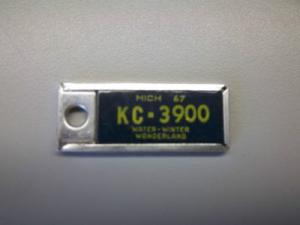 MICH 67
KC·3900
WATER-WINTER
WONDERLAND